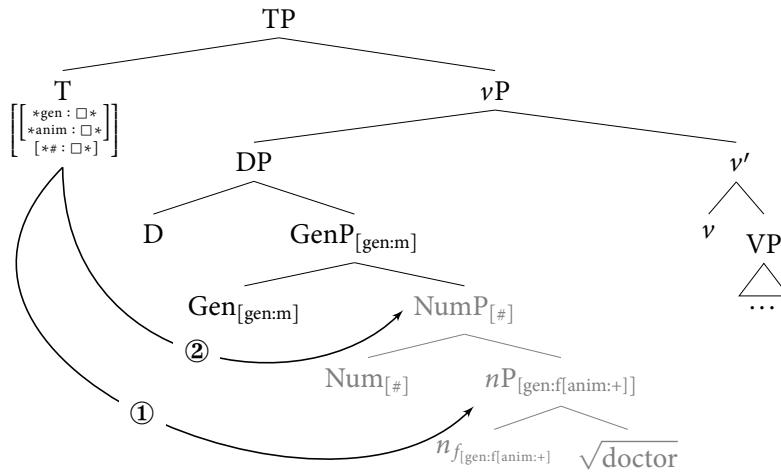 TP
T
vP
[*gen : □*]
[*anim : □*]
[*# : □*]
DP
v′
D
GenP[gen:m]
v
VP
Gen[gen:m]
NumP[#]
…
②
Num[#]
nP[gen:f[anim:+]]
①
nf[gen:f[anim:+]
√doctor